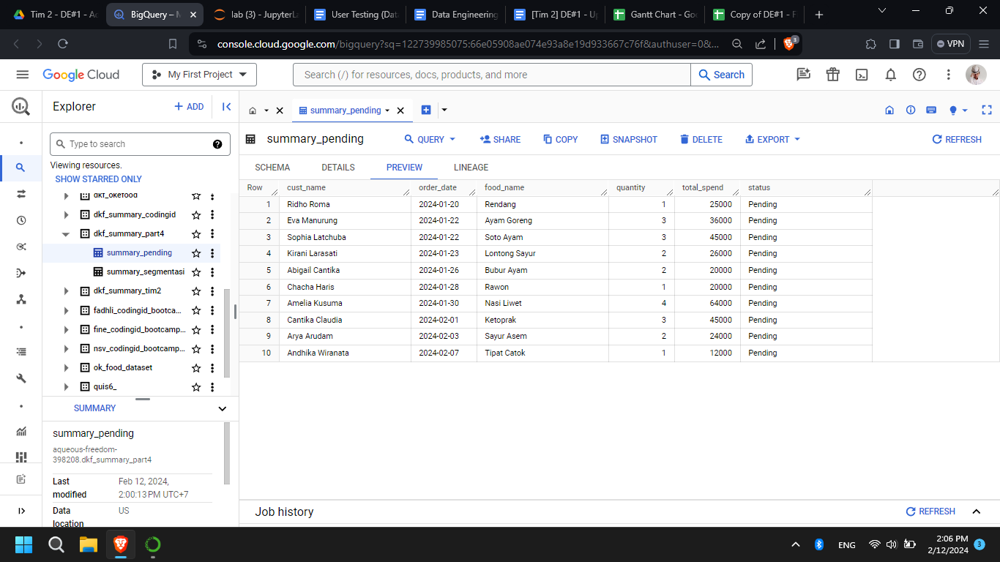 Tim 2 - DE#1 - Ac
BigQuery – M
lab (3) - JupyterLa
User Testing (Data
Data Engineering
[Tim 2] DE#1 - Up
Gantt Chart - Goo
Copy of DE#1 - F
console.cloud.google.com/bigquery?sq=122739985075:66e05908ae074e93a8e19d933667c76f&authuser=0&...
3
VPN
Google Cloud
My First Project
Search (/) for resources, docs, products, and more
Search
Explorer
+ ADD
summary_pending
Type to search
Viewing resources.
SHOW STARRED ONLY
dkf_okefood
dkf_summary_codingid
dkf_summary_part4
summary_pending
summary_segmentasi
dkf_summary_tim2
fadhli_codingid_bootca...
fine_codingid_bootcamp...
nsv_codingid_bootcamp...
ok_food_dataset
quis6_
SUMMARY
summary_pending
aqueous-freedom-
398208.dkf_summary_part4
Last modified Feb 12, 2024, 2:00:13 PM UTC+7
Data location US
summary_pending
QUERY SHARE COPY SNAPSHOT DELETE EXPORT REFRESH
SCHEMA DETAILS PREVIEW LINEAGE
Row cust_name order_date food_name quantity total_spend status
1 Ridho Roma 2024-01-20 Rendang 1 25000 Pending
2 Eva Manurung 2024-01-22 Ayam Goreng 3 36000 Pending
3 Sophia Latchuba 2024-01-22 Soto Ayam 3 45000 Pending
4 Kirani Larasati 2024-01-23 Lontong Sayur 2 26000 Pending
5 Abigail Cantika 2024-01-26 Bubur Ayam 2 20000 Pending
6 Chacha Haris 2024-01-28 Rawon 1 20000 Pending
7 Amelia Kusuma 2024-01-30 Nasi Liwet 4 64000 Pending
8 Cantika Claudia 2024-02-01 Ketoprak 3 45000 Pending
9 Arya Arudam 2024-02-03 Sayur Asem 2 24000 Pending
10 Andhika Wiranata 2024-02-07 Tipat Catok 1 12000 Pending
Job history
REFRESH
ENG
2:06 PM
2/12/2024
3